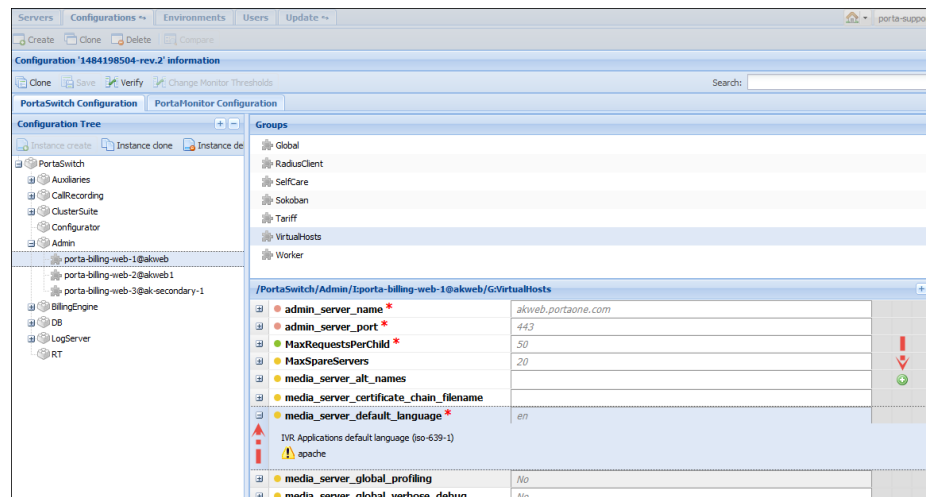 Servers Configurations Environments Users Update porta-suppo
Create Clone Delete Compare
Configuration '1484198504-rev.2' information
Clone Save Verify Change Monitor Thresholds Search:
PortaSwitch Configuration PortaMonitor Configuration
Configuration Tree
Instance create Instance clone Instance de
PortaSwitch
Auxiliaries
CallRecording
ClusterSuite
Configurator
Admin
porta-billing-web-1@akweb
porta-billing-web-2@akweb1
porta-billing-web-3@ak-secondary-1
BillingEngine
DB
LogServer
RT
Groups
Global
RadiusClient
SelfCare
Sokoban
Tariff
VirtualHosts
Worker
/PortaSwitch/Admin/I:porta-billing-web-1@akweb/G:VirtualHosts
admin_server_name * akweb.portaone.com
admin_server_port * 443
MaxRequestsPerChild * 50
MaxSpareServers 20
media_server_alt_names
media_server_certificate_chain_filename
media_server_default_language * en
IVR Applications default language (iso-639-1)
apache
media_server_global_profiling No
media_server_global_verbose_debug No